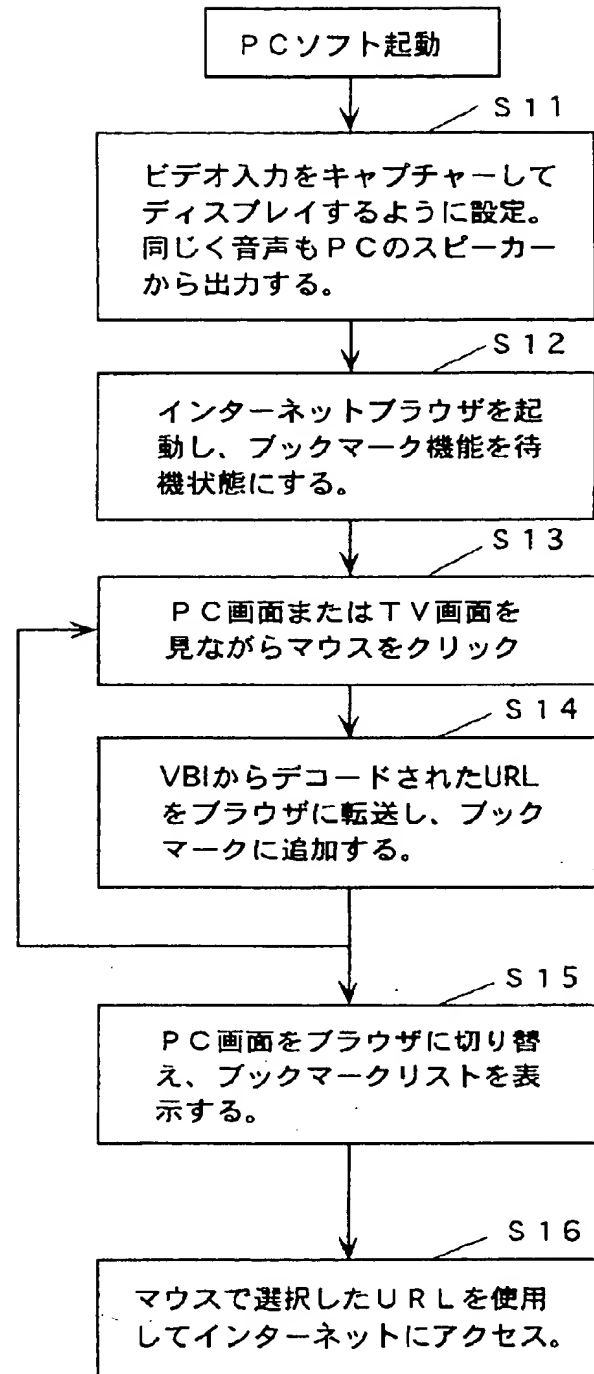 ＰＣソフト起動
Ｓ１１
ビデオ入力をキャプチャーして
ディスプレイするように設定。
同じく音声もＰＣのスピーカー
から出力する。
Ｓ１２
インターネットブラウザを起
動し、ブックマーク機能を待
機状態にする。
Ｓ１３
ＰＣ画面またはＴＶ画面を
見ながらマウスをクリック
Ｓ１４
VBIからデコードされたURL
をブラウザに転送し、ブック
マークに追加する。
Ｓ１５
ＰＣ画面をブラウザに切り替
え、ブックマークリストを表
示する。
Ｓ１６
マウスで選択したＵＲＬを使用
してインターネットにアクセス。